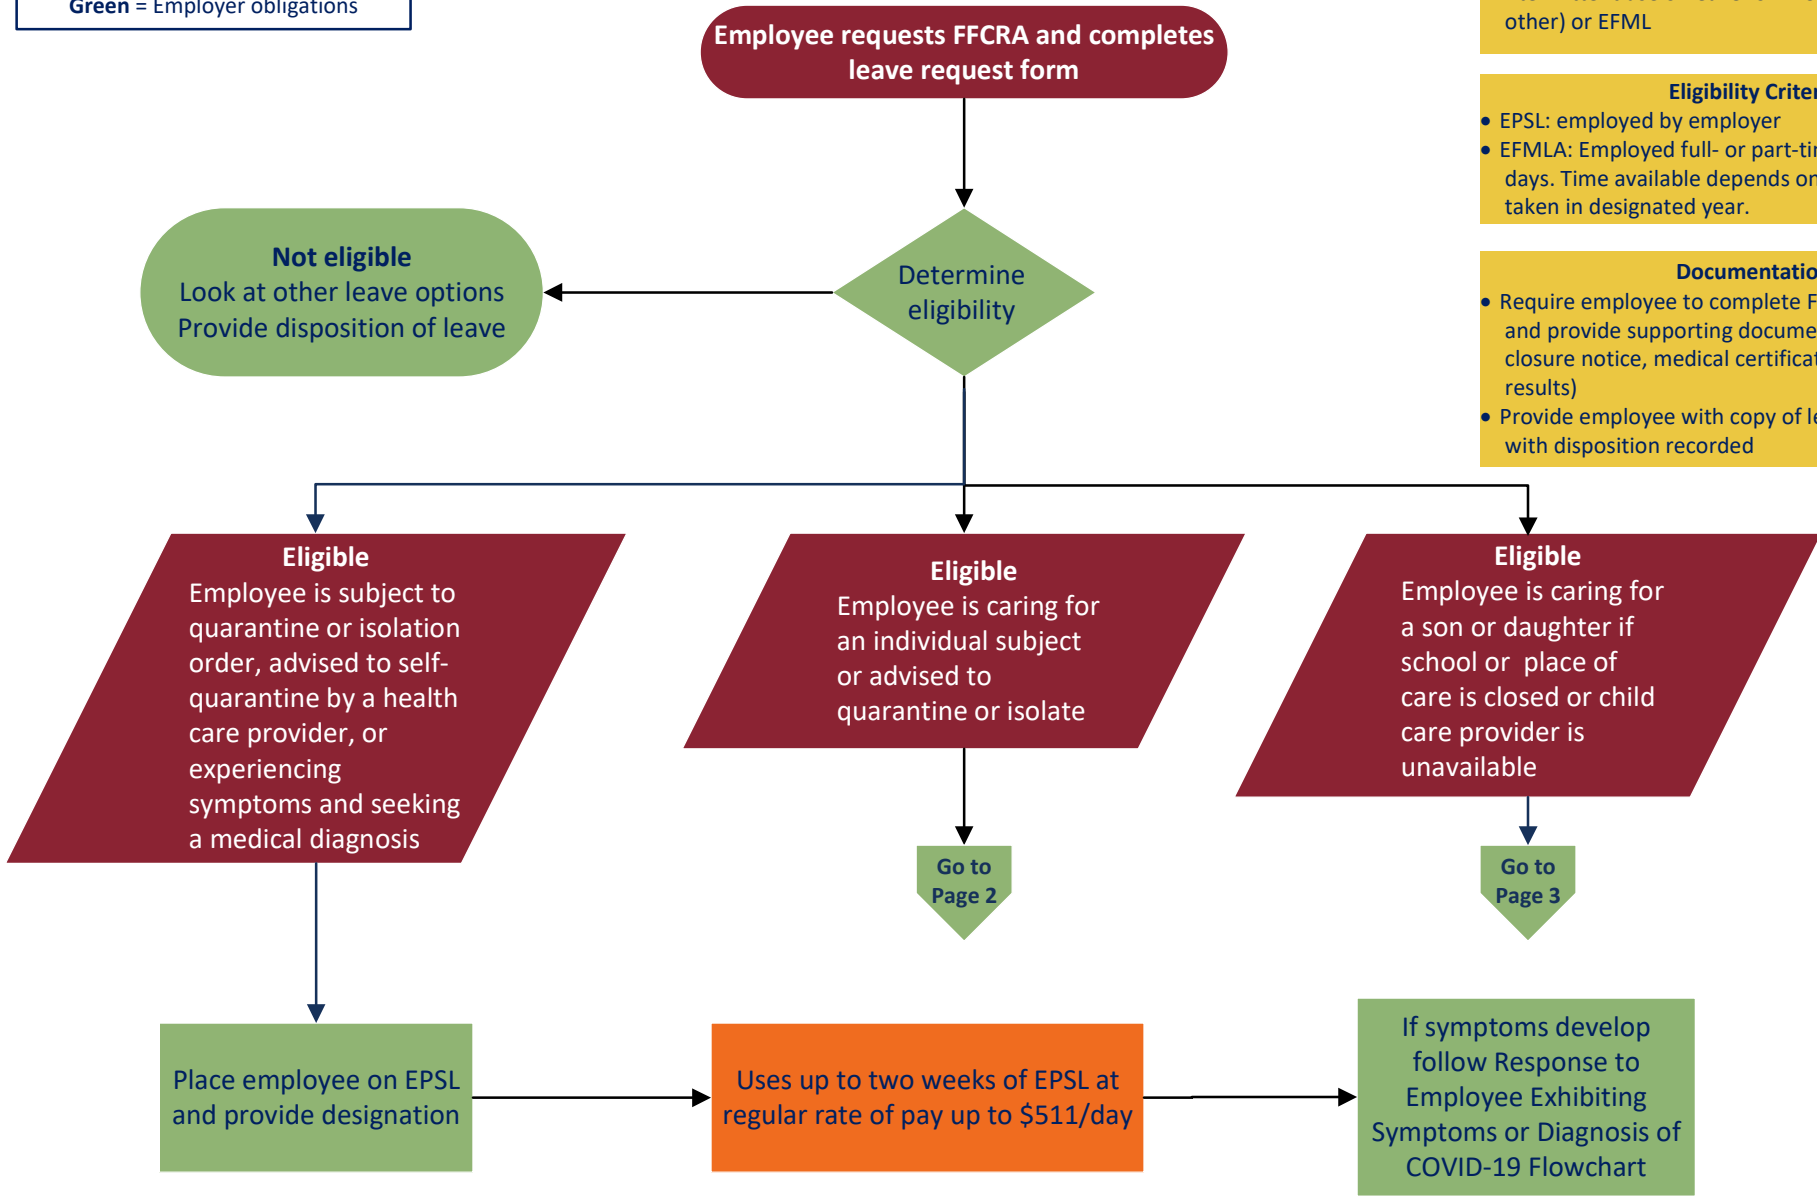 Green = Employer obligations
Employee requests FFCRA and completes
leave request form
other) or EFML
Eligibility
• EPSL: employed by employer
• EFMLA: Employed full- or
days. Time available depends on
taken in designated year.
Not eligible
Look at other leave options
Provide disposition of leave
Determine
eligibility
• Require employee to complete
and provide supporting
closure notice, medical
results)
• Provide employee with copy of
with disposition recorded
Eligible
Employee is subject to
quarantine or isolation
order, advised to self-
quarantine by a health
care provider, or
experiencing
symptoms and seeking
a medical diagnosis
Eligible
Employee is caring for
an individual subject
or advised to
quarantine or isolate
Eligible
Employee is caring for
a son or daughter if
school or place of
care is closed or child
care provider is
unavailable
Go to
Page 2
Go to
Page 3
Place employee on EPSL
and provide designation
Uses up to two weeks of EPSL at
regular rate of pay up to $511/day
If symptoms develop
follow Response to
Employee Exhibiting
Symptoms or Diagnosis of
COVID-19 Flowchart